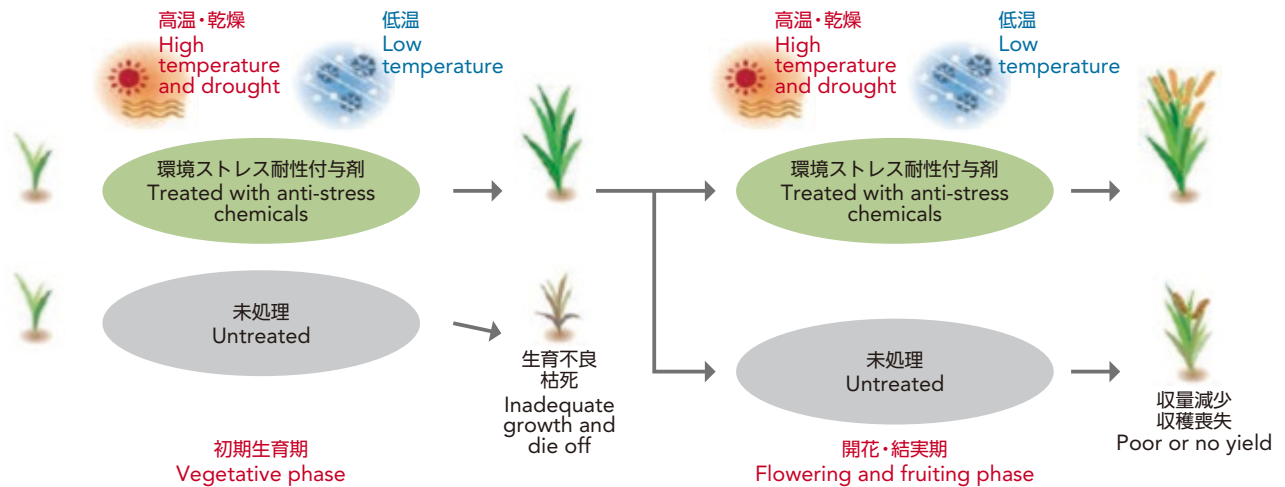 高温・乾燥
High
temperature
and drought
低温
Low
temperature
環境ストレス耐性付与剤
Treated with anti-stress
chemicals
未処理
Untreated
生育不良
枯死
Inadequate
growth and
die off
初期生育期
Vegetative phase
高温・乾燥
High
temperature
and drought
低温
Low
temperature
環境ストレス耐性付与剤
Treated with anti-stress
chemicals
未処理
Untreated
収量減少
収穫喪失
Poor or no yield
開花・結実期
Flowering and fruiting phase